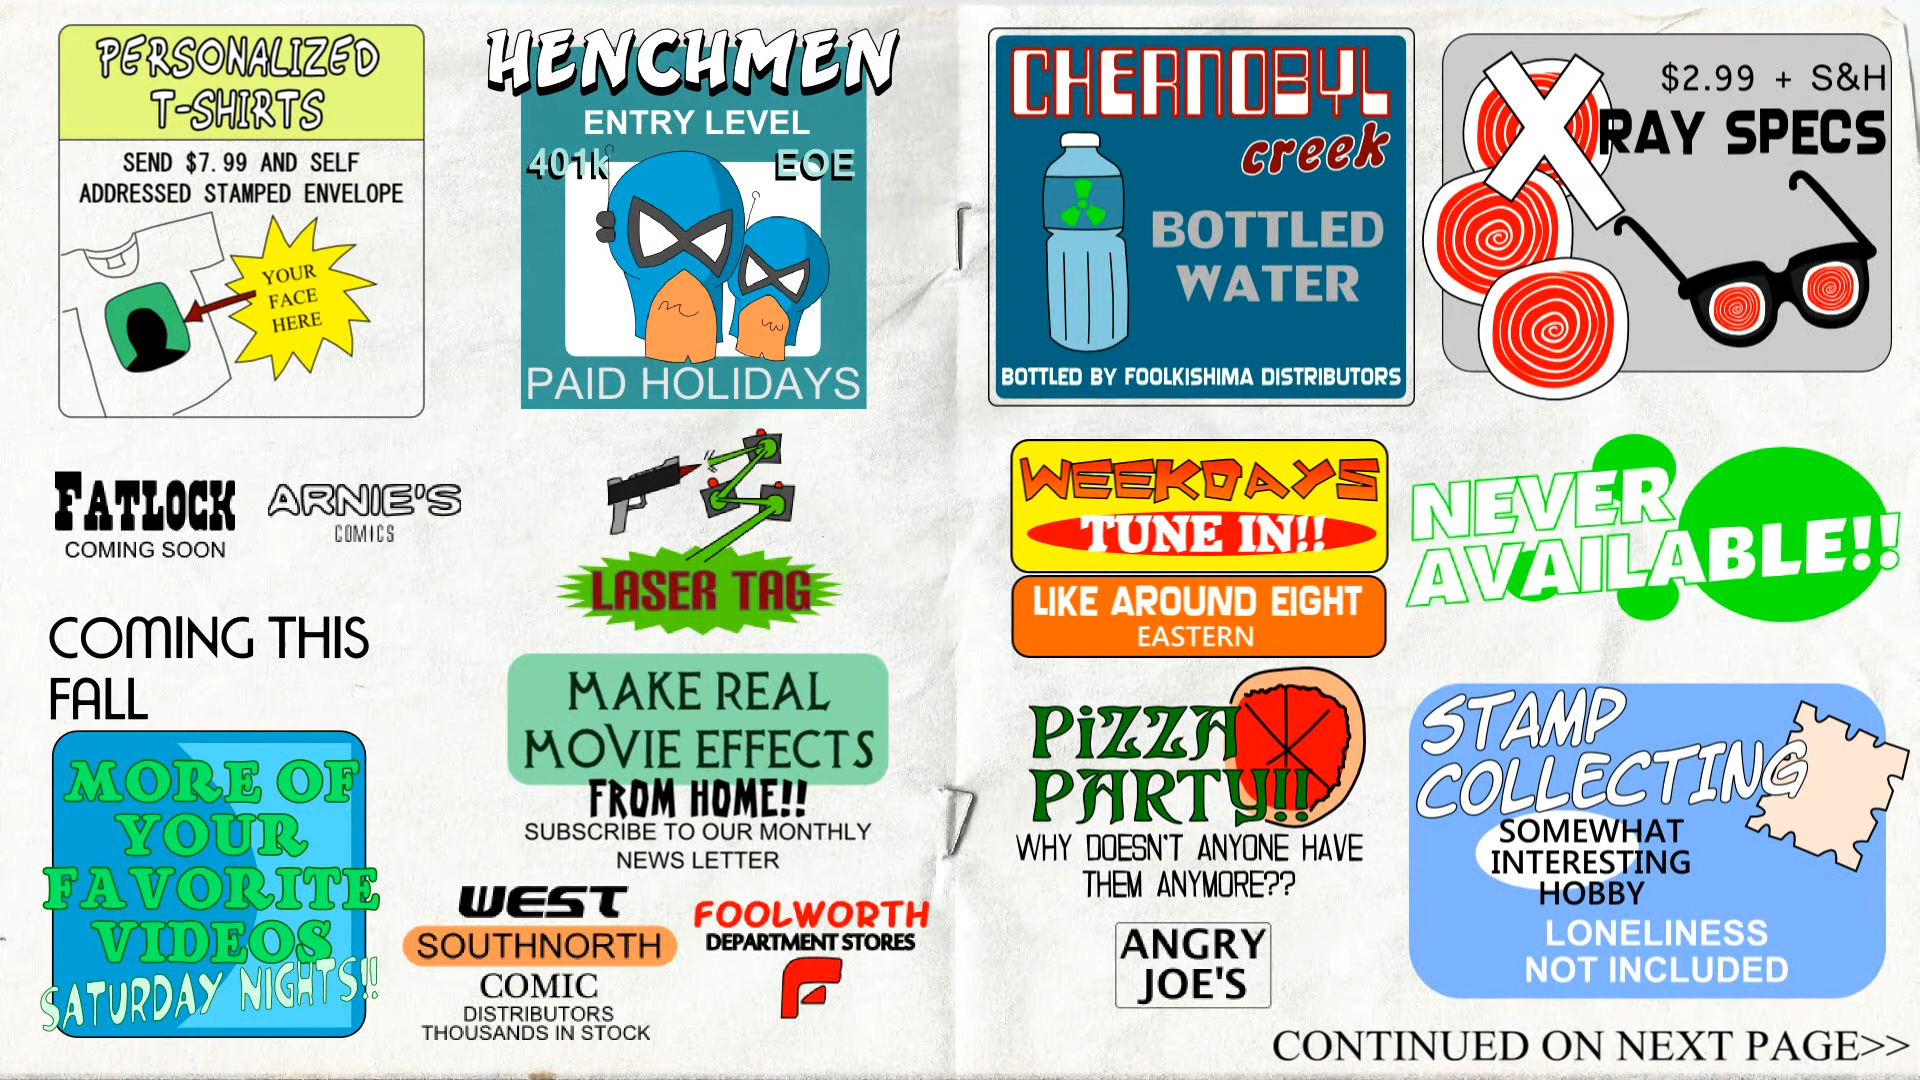 PERSONALIZED
T-SHIRTS
SEND $7.99 AND SELF
ADDRESSED STAMPED ENVELOPE
YOUR
FACE
HERE
HENCHMEN
ENTRY LEVEL
401k EOE
PAID HOLIDAYS
CHERNOBYL
creek
BOTTLED
WATER
BOTTLED BY FOOLKISHIMA DISTRIBUTORS
$2.99 + S&H
X RAY SPECS
FATLOCK
COMING SOON
ARNIE'S
COMICS
LASER TAG
WEEKDAYS
TUNE IN!!
LIKE AROUND EIGHT
EASTERN
NEVER
AVAILABLE!!
COMING THIS
FALL
MORE OF
YOUR
FAVORITE
VIDEOS
SATURDAY NIGHTS!!
MAKE REAL
MOVIE EFFECTS
FROM HOME!!
SUBSCRIBE TO OUR MONTHLY
NEWS LETTER
WEST
SOUTHNORTH
COMIC
DISTRIBUTORS
THOUSANDS IN STOCK
FOOLWORTH
DEPARTMENT STORES
F
PiZZA
PARTY!!
WHY DOESN'T ANYONE HAVE
THEM ANYMORE??
ANGRY
JOE'S
STAMP
COLLECTING
SOMEWHAT
INTERESTING
HOBBY
LONELINESS
NOT INCLUDED
CONTINUED ON NEXT PAGE>>